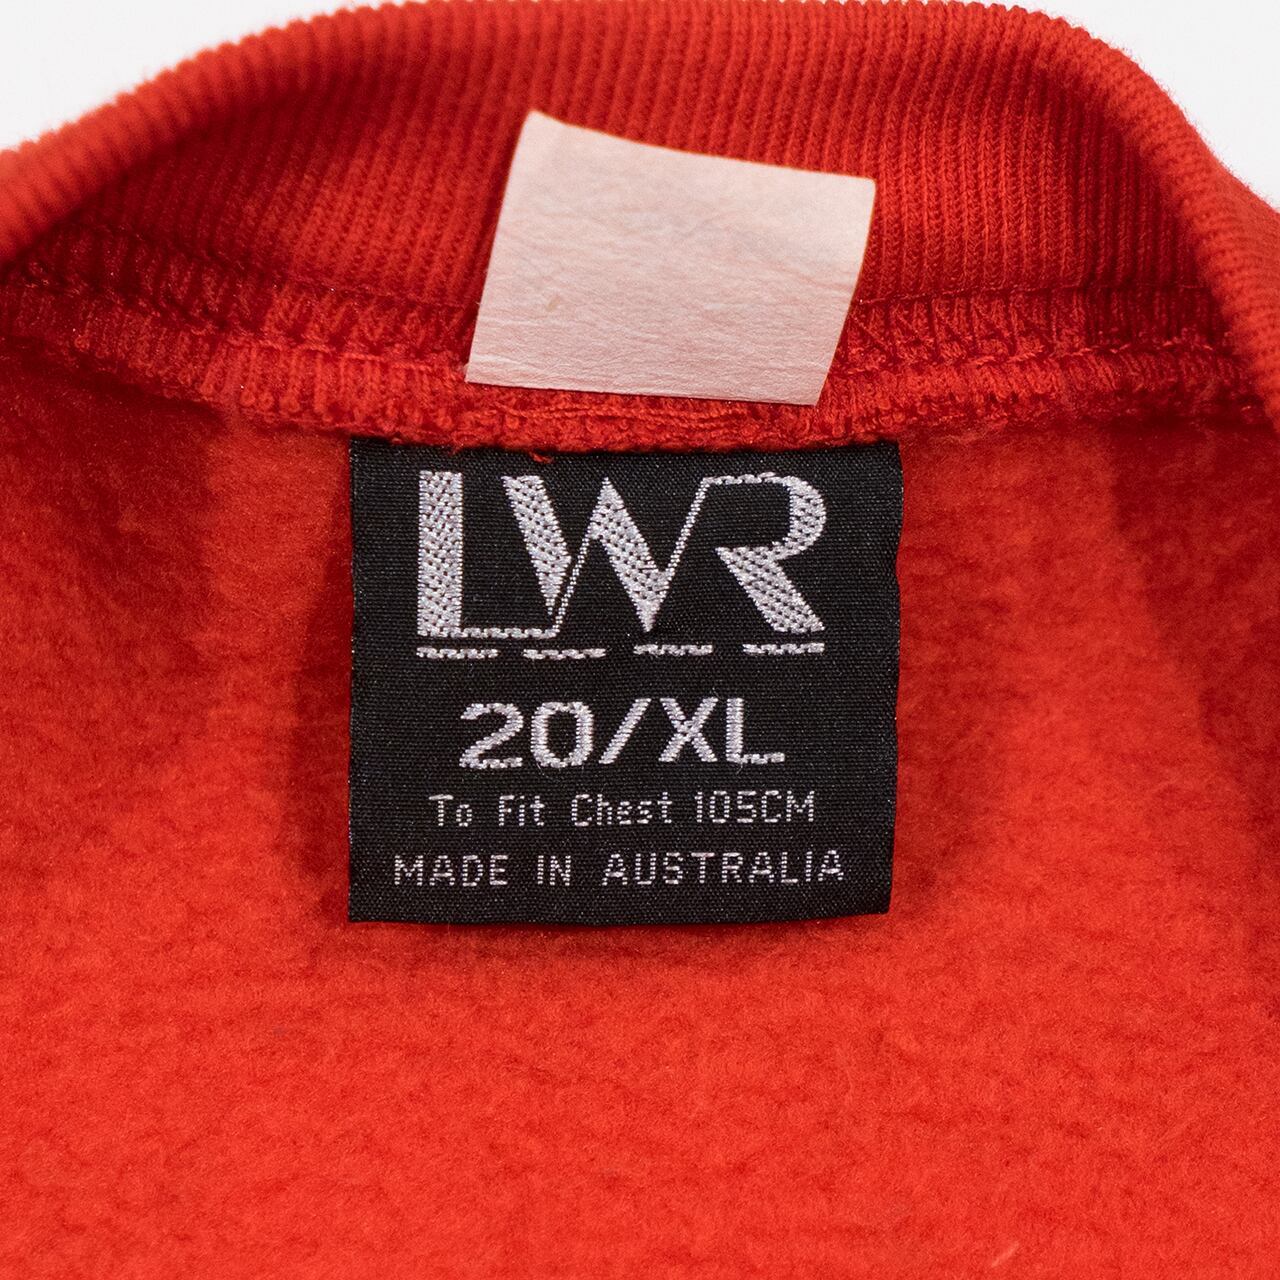 LWR
20/XL
To Fit Chest 105CM
MADE IN AUSTRALIA